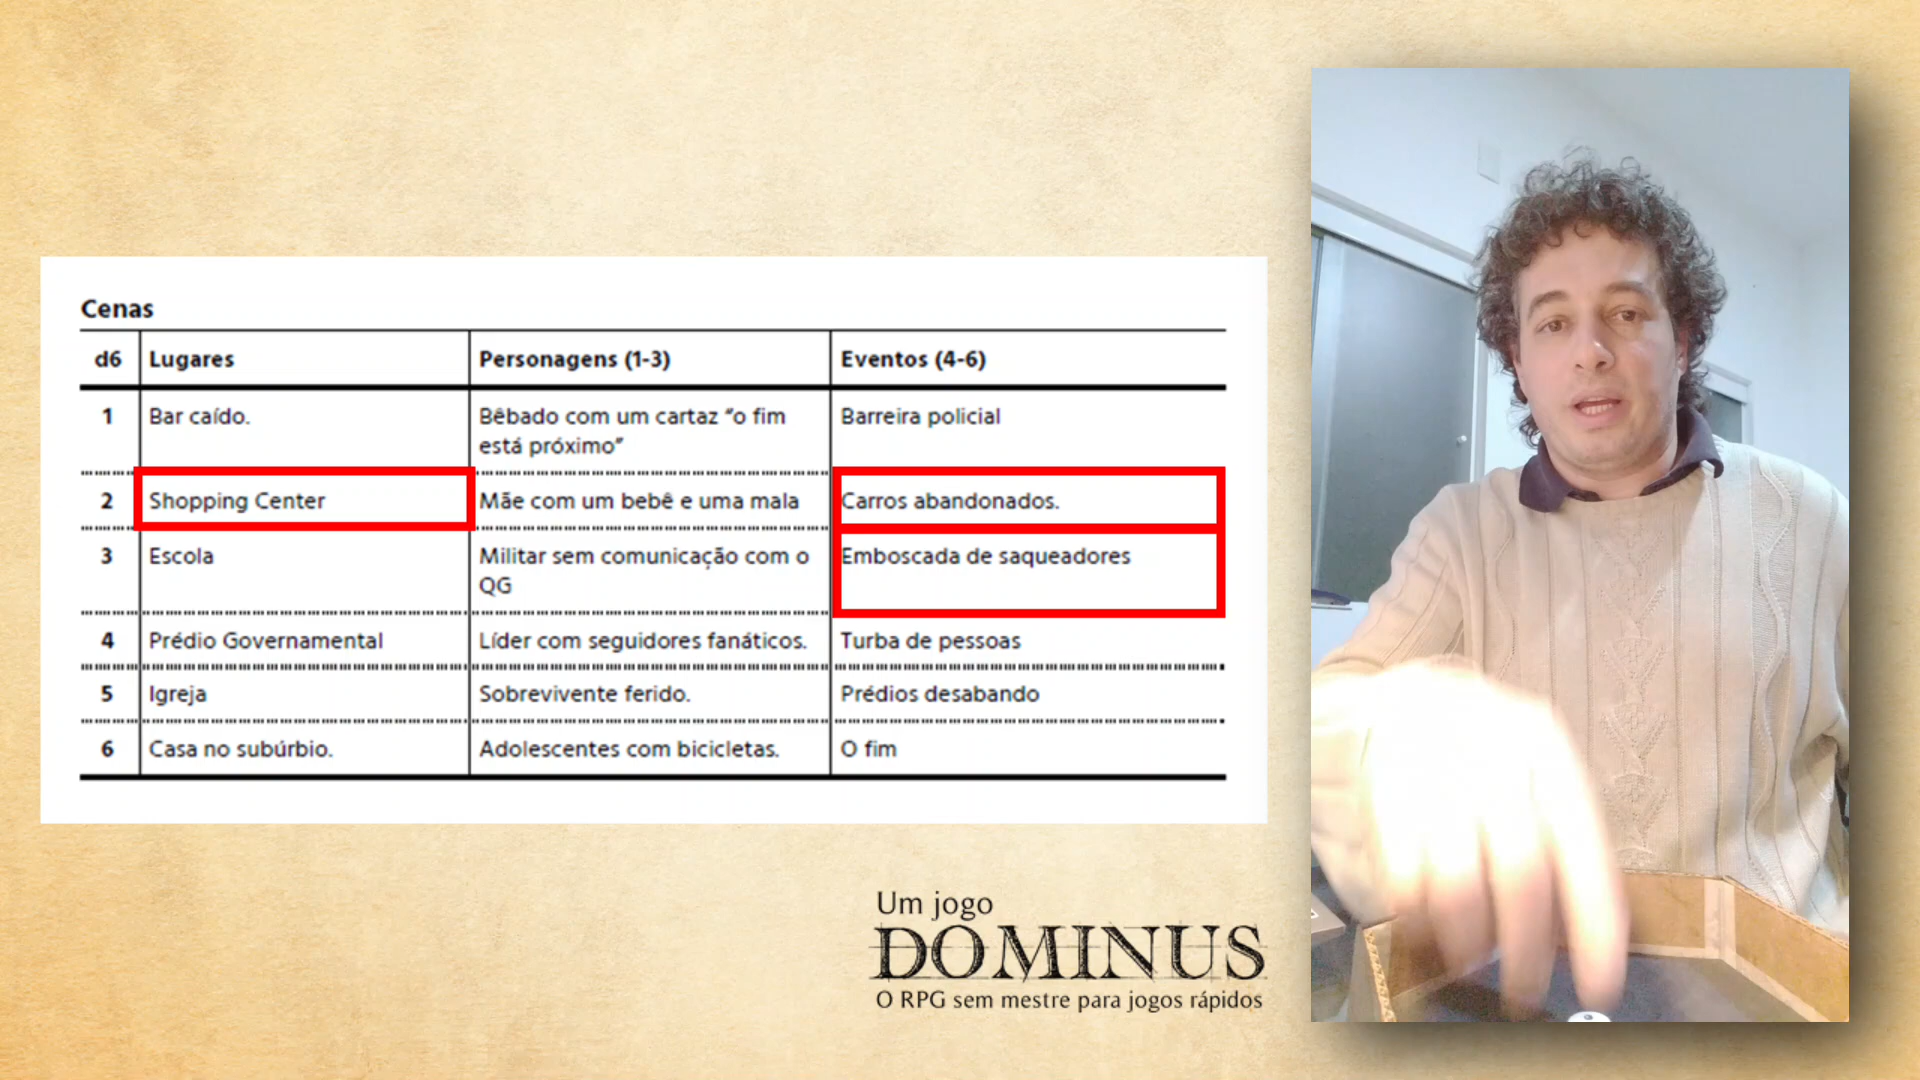 Cenas
d6 Lugares Personagens (1-3) Eventos (4-6)
1 Bar caído. Bêbado com um cartaz “o fim está próximo” Barreira policial
2 Shopping Center Mãe com um bebê e uma mala Carros abandonados.
3 Escola Militar sem comunicação com o QG Emboscada de saqueadores
4 Prédio Governamental Líder com seguidores fanáticos. Turba de pessoas
5 Igreja Sobrevivente ferido. Prédios desabando
6 Casa no subúrbio. Adolescentes com bicicletas. O fim
Um jogo
DOMINUS
O RPG sem mestre para jogos rápidos